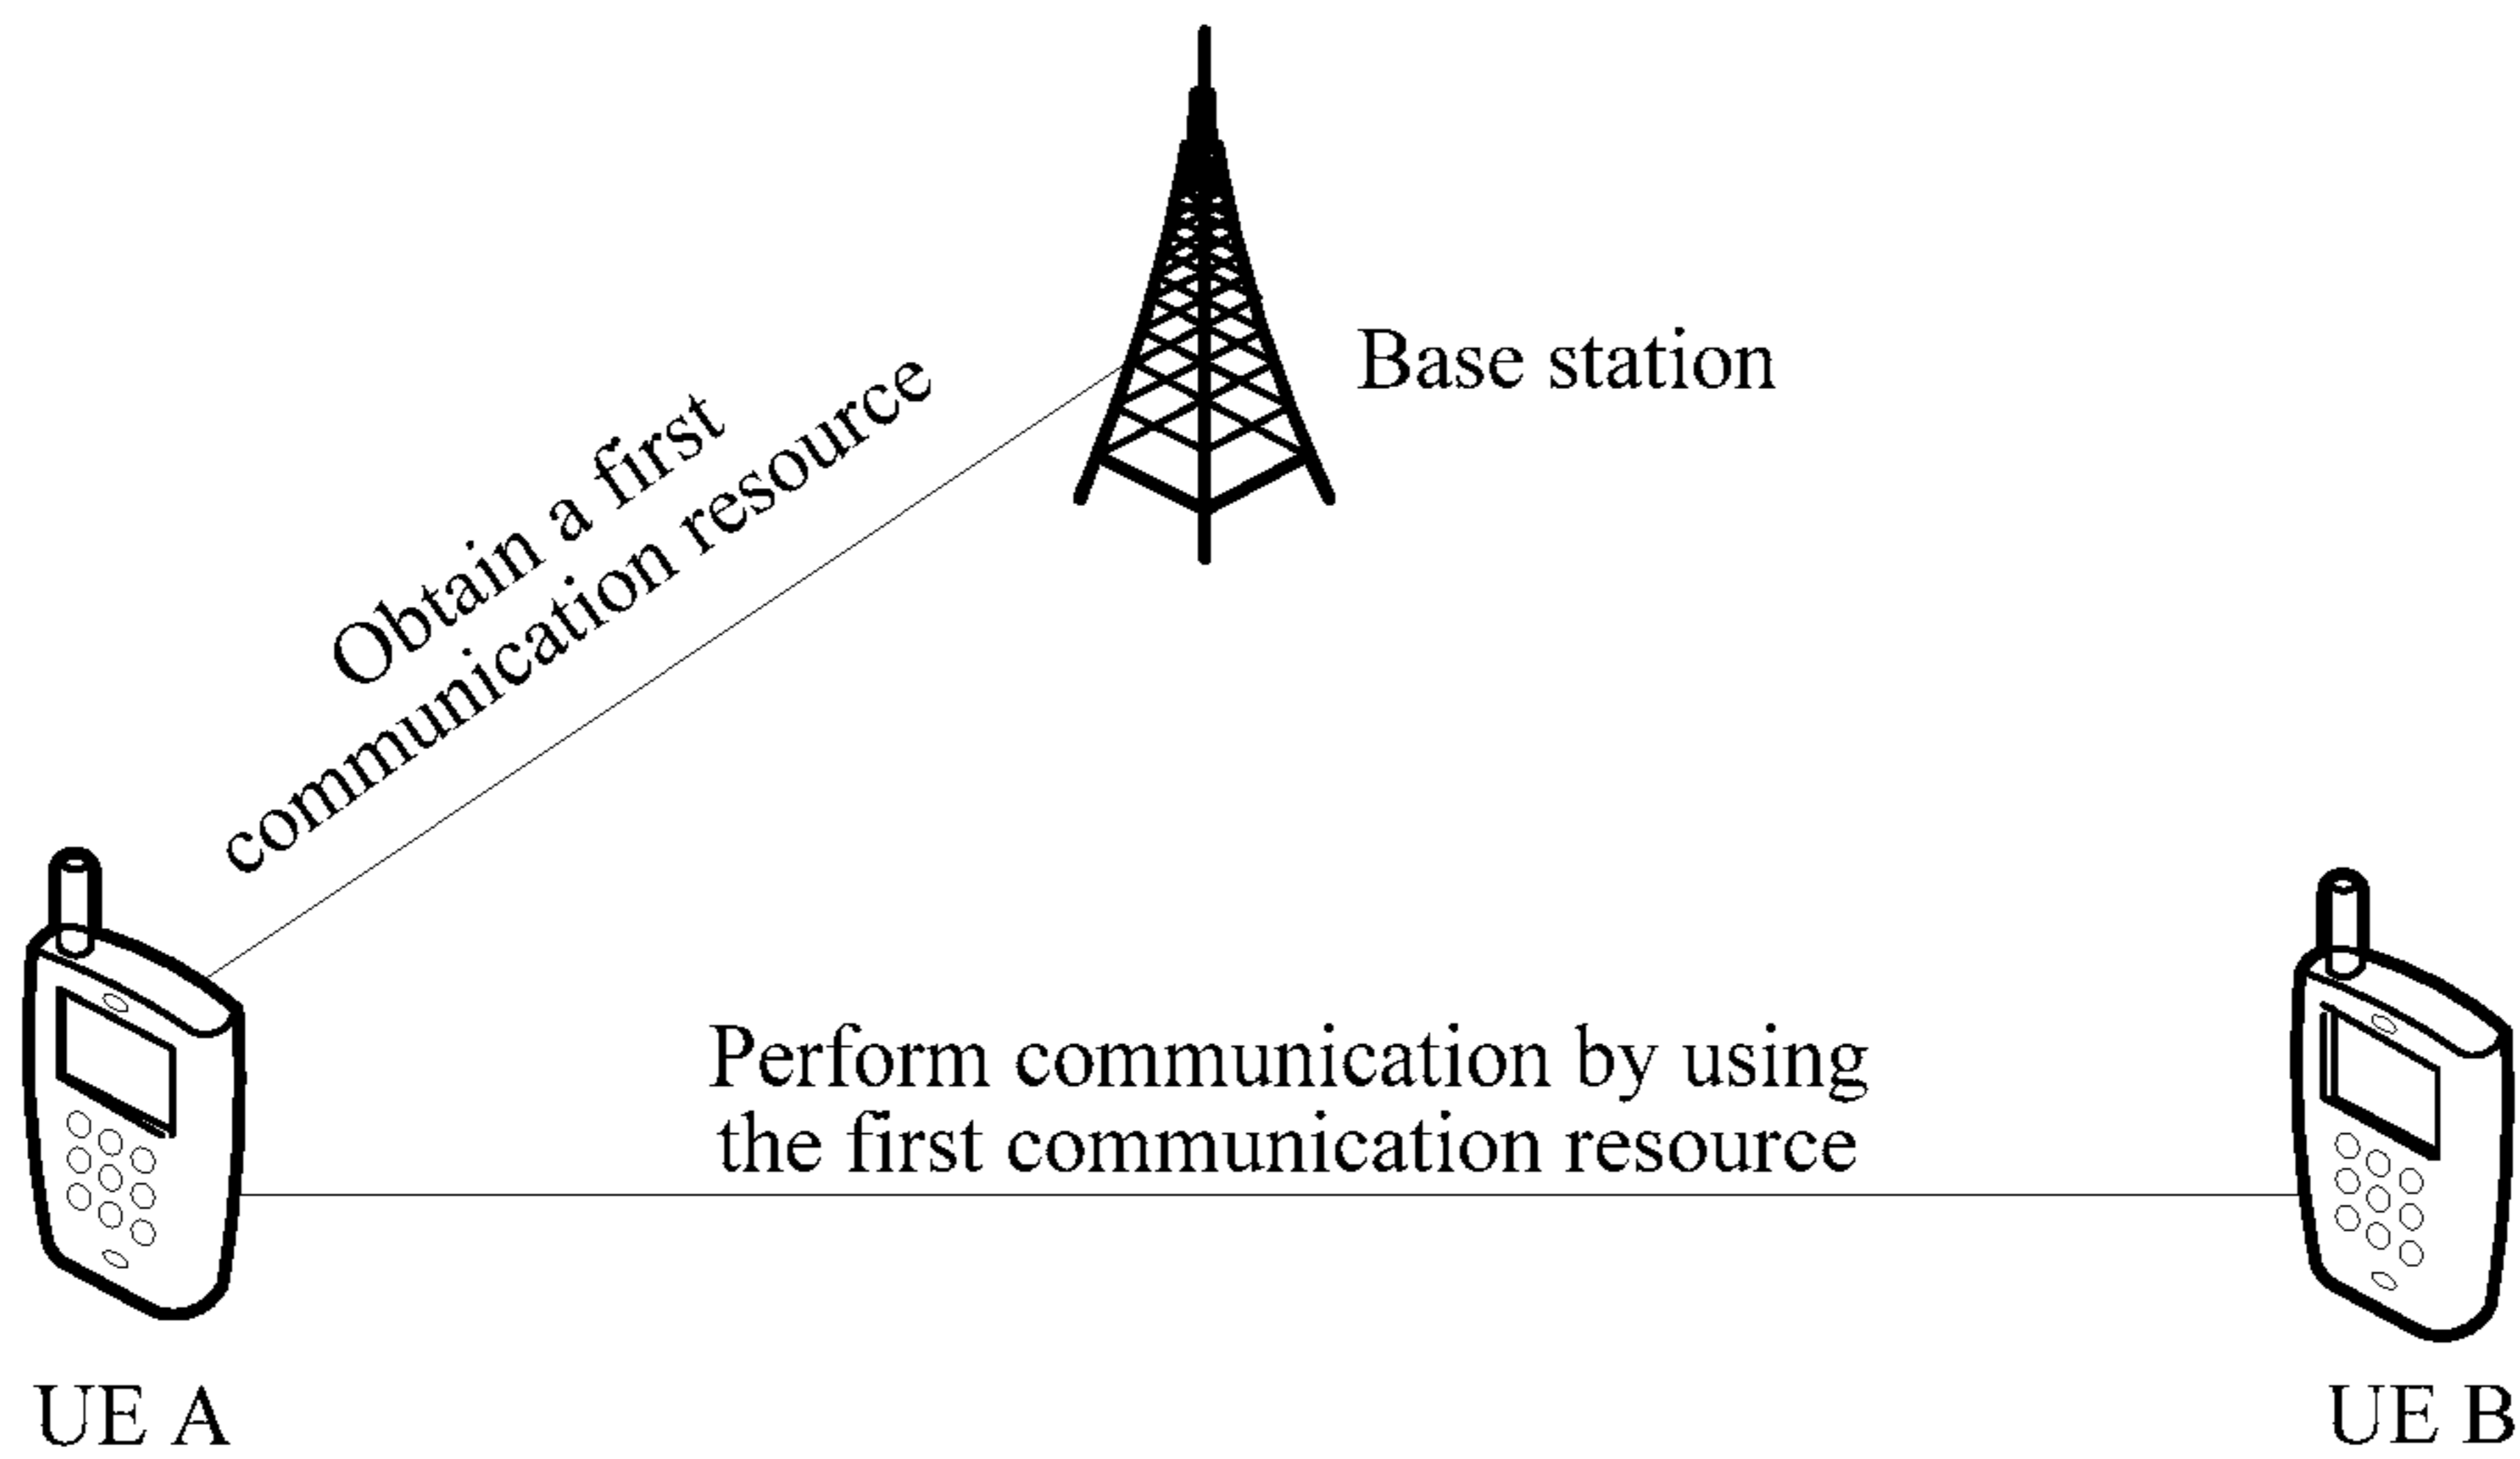 Base station
Obtain a first
communication resource
Perform communication by using
the first communication resource
UE A
UE B